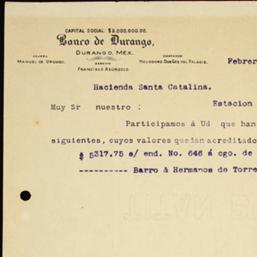 CAPITAL SOCIAL $2,000,000.00
Banco de Durango,
DURANGO, MEX.
CAJERO
MANUEL DE URQUIDI.
GERENTE
FRANCISCO ASÚNSOLO
CONTADOR
HELIODORO DUEÑES DEL PALACIO.
Febrer
Hacienda Santa Catalina.
Estacion
Muy Sr nuestro :
Participamos á Ud que han
siguientes, cuyos valores quedan acreditado
$ 5317.75 s/ end. No. 646 á cgo. de
---------- Barro & Hermanos de Torre